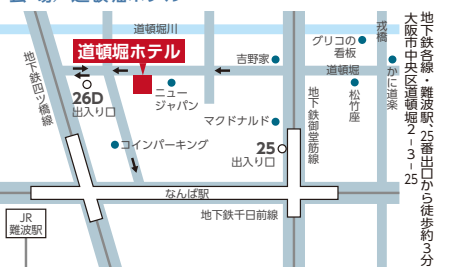 道頓堀川
道頓堀ホテル
地下鉄四ツ橋線
26D
出入り口
ニュー
ジャパン
コインパーキング
吉野家
マクドナルド
25
出入り口
グリコの
看板
道頓堀
戎橋
かに道楽
松竹座
地下鉄御堂筋線
なんば駅
地下鉄千日前線
JR
難波駅
地下鉄各線・難波駅、25番出口から徒歩約3分
大阪市中央区道頓堀2-3-25